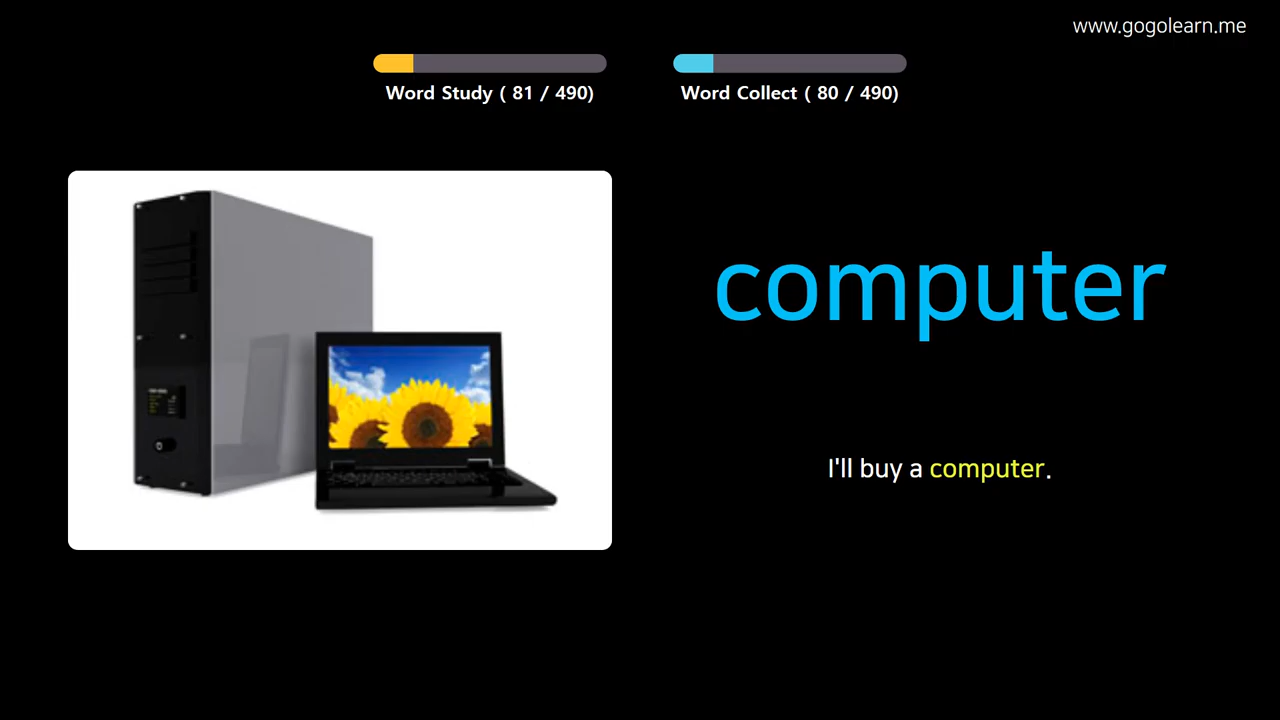 www.gogolearn.me
Word Study ( 81 / 490)
Word Collect ( 80 / 490)
computer
I'll buy a computer.